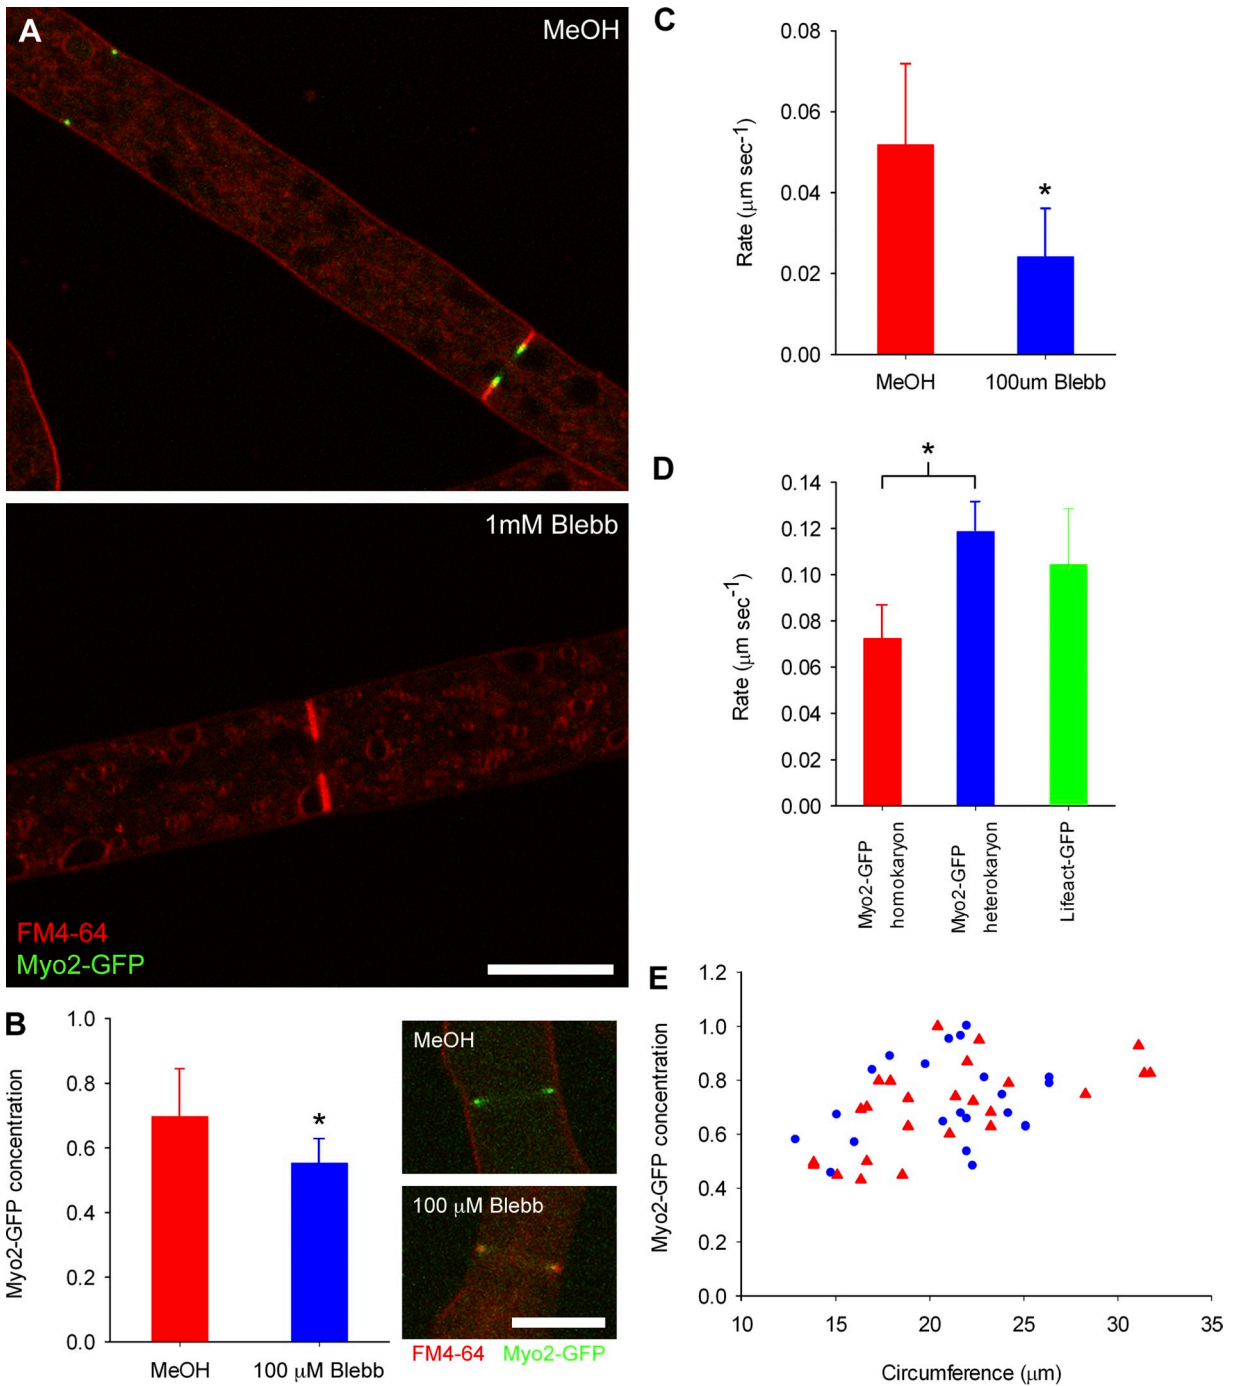 A
MeOH
1mM Blebb
FM4-64
Myo2-GFP
B
Myo2-GFP concentration
1.0
0.8
0.6
0.4
0.2
0.0
*
MeOH
100 μM Blebb
MeOH
100 μM Blebb
FM4-64 Myo2-GFP
C
Rate (μm sec-1)
0.08
0.06
0.04
0.02
0.00
*
MeOH
100um Blebb
D
Rate (μm sec-1)
0.14
0.12
0.10
0.08
0.06
0.04
0.02
0.00
*
Myo2-GFP
homokaryon
Myo2-GFP
heterokaryon
Lifeact-GFP
E
Myo2-GFP concentration
1.2
1.0
0.8
0.6
0.4
0.2
0.0
10 15 20 25 30 35
Circumference (μm)